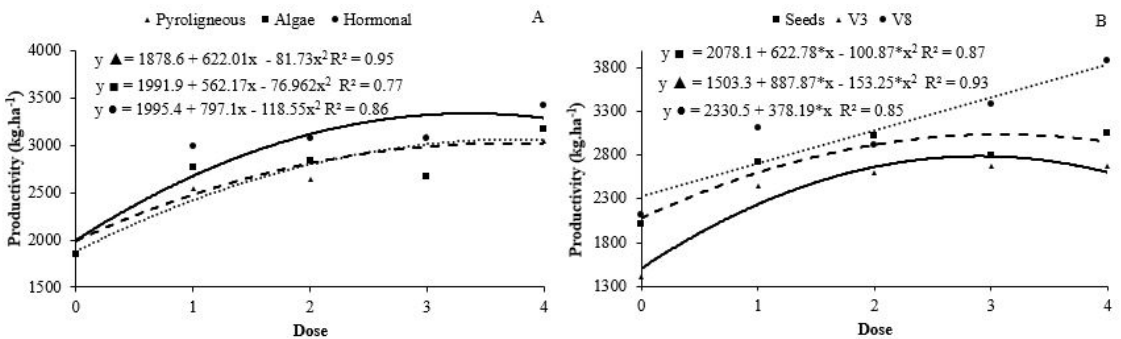 Pyroligneous Algae Hormonal A
y = 1878.6 + 622.01x - 81.73x² R² = 0.95
y = 1991.9 + 562.17x - 76.962x² R² = 0.77
y = 1995.4 + 797.1x - 118.55x² R² = 0.86
Productivity (kg.ha⁻¹)
4000
3500
3000
2500
2000
1500
0 1 2 3 4
Dose
Seeds V3 V8 B
y = 2078.1 + 622.78*x - 100.87*x² R² = 0.87
y = 1503.3 + 887.87*x - 153.25*x² R² = 0.93
y = 2330.5 + 378.19*x R² = 0.85
Productivity (kg.ha⁻¹)
3800
3300
2800
2300
1800
1300
0 1 2 3 4
Dose